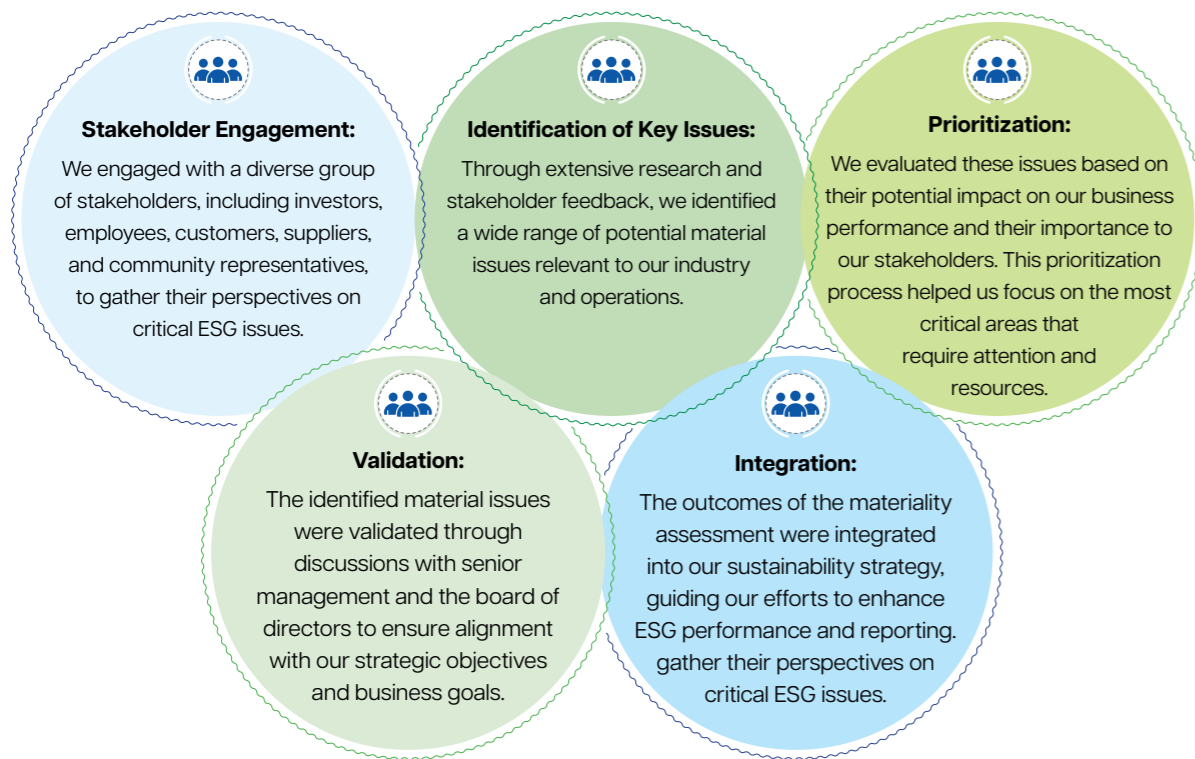 Stakeholder Engagement:
We engaged with a diverse group
of stakeholders, including investors,
employees, customers, suppliers,
and community representatives,
to gather their perspectives on
critical ESG issues.
Identification of Key Issues:
Through extensive research and
stakeholder feedback, we identified
a wide range of potential material
issues relevant to our industry
and operations.
Prioritization:
We evaluated these issues based on
their potential impact on our business
performance and their importance to
our stakeholders. This prioritization
process helped us focus on the most
critical areas that
require attention and
resources.
Validation:
The identified material issues
were validated through
discussions with senior
management and the board of
directors to ensure alignment
with our strategic objectives
and business goals.
Integration:
The outcomes of the materiality
assessment were integrated
into our sustainability strategy,
guiding our efforts to enhance
ESG performance and reporting.
gather their perspectives on
critical ESG issues.